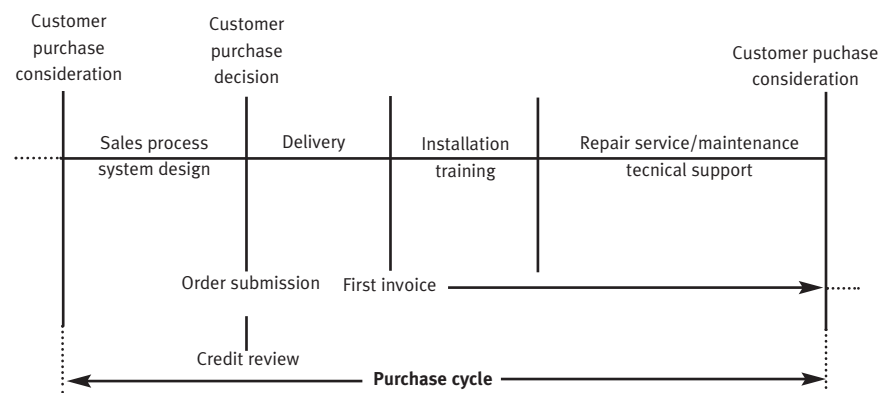 Customer
purchase
consideration
Customer
purchase
decision
Customer puchase
consideration
Sales process
system design
Delivery
Installation
training
Repair service/maintenance
tecnical support
Order submission
First invoice
Credit review
Purchase cycle